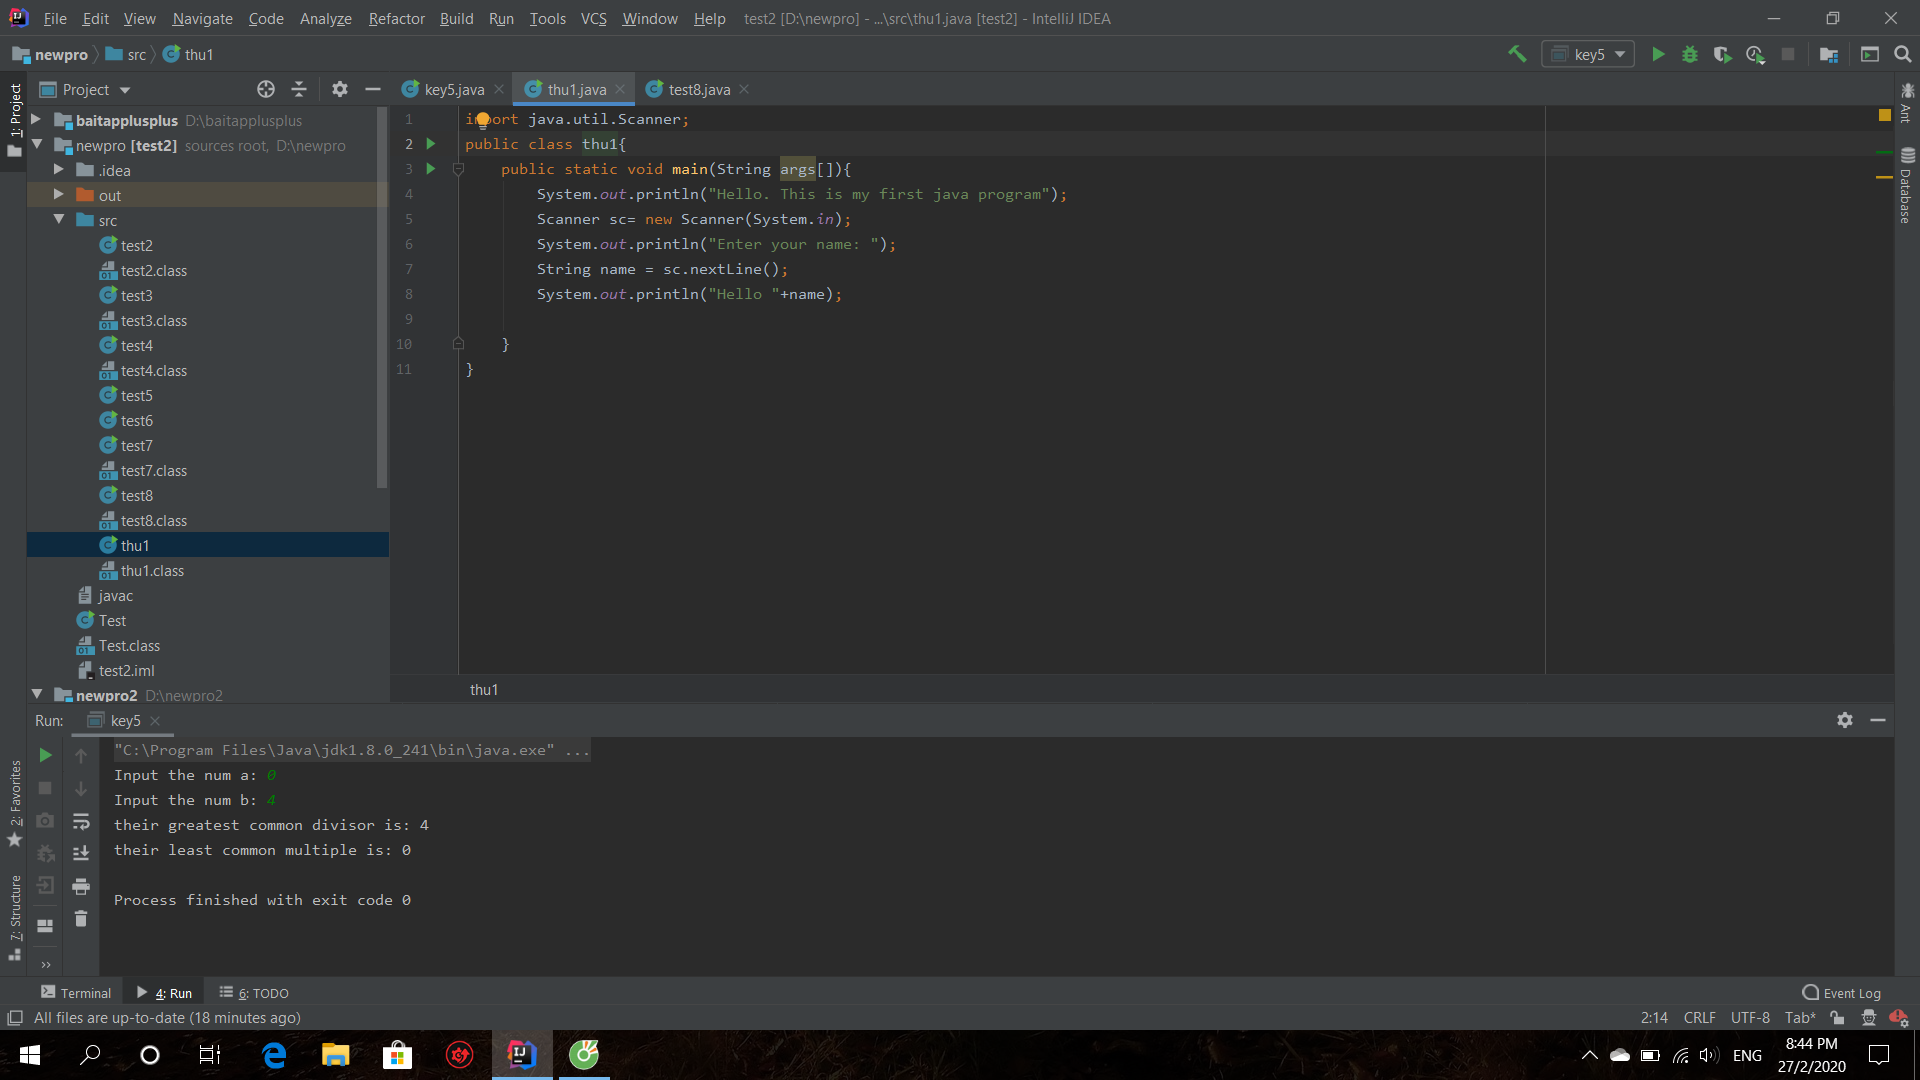 File Edit View Navigate Code Analyze Refactor Build Run Tools VCS Window Help test2 [D:\newpro] - ...\src\thu1.java [test2] - IntelliJ IDEA
newpro src thu1
key5
1: Project
Project
key5.java thu1.java test8.java
baitapplusplus D:\baitapplusplus
newpro [test2] sources root, D:\newpro
.idea
out
src
test2
test2.class
test3
test3.class
test4
test4.class
test5
test6
test7
test7.class
test8
test8.class
thu1
thu1.class
javac
Test
Test.class
test2.iml
newpro2 D:\newpro2
1 import java.util.Scanner;
2 public class thu1{
3 public static void main(String args[]){
4 System.out.println("Hello. This is my first java program");
5 Scanner sc= new Scanner(System.in);
6 System.out.println("Enter your name: ");
7 String name = sc.nextLine();
8 System.out.println("Hello "+name);
9
10 }
11 }
thu1
Ant
Database
Run: key5
"C:\Program Files\Java\jdk1.8.0_241\bin\java.exe" ...
Input the num a: 0
Input the num b: 4
their greatest common divisor is: 4
their least common multiple is: 0
Process finished with exit code 0
2: Favorites
7: Structure
Terminal 4: Run 6: TODO Event Log
All files are up-to-date (18 minutes ago) 2:14 CRLF UTF-8 Tab*
ENG
8:44 PM
27/2/2020